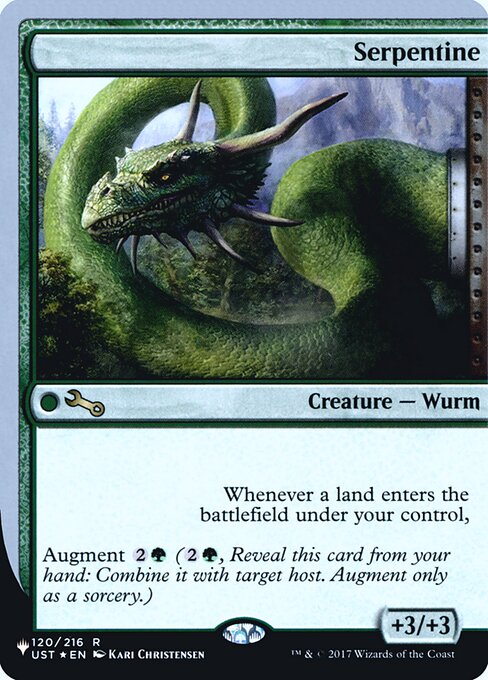 Serpentine
Creature — Wurm
Whenever a land enters the
battlefield under your control,
Augment 2 ( 2 , Reveal this card from your
hand: Combine it with target host. Augment only
as a sorcery.)
+3/+3
120/216 R
UST ★ EN Kari Christensen
™ & © 2017 Wizards of the Coast